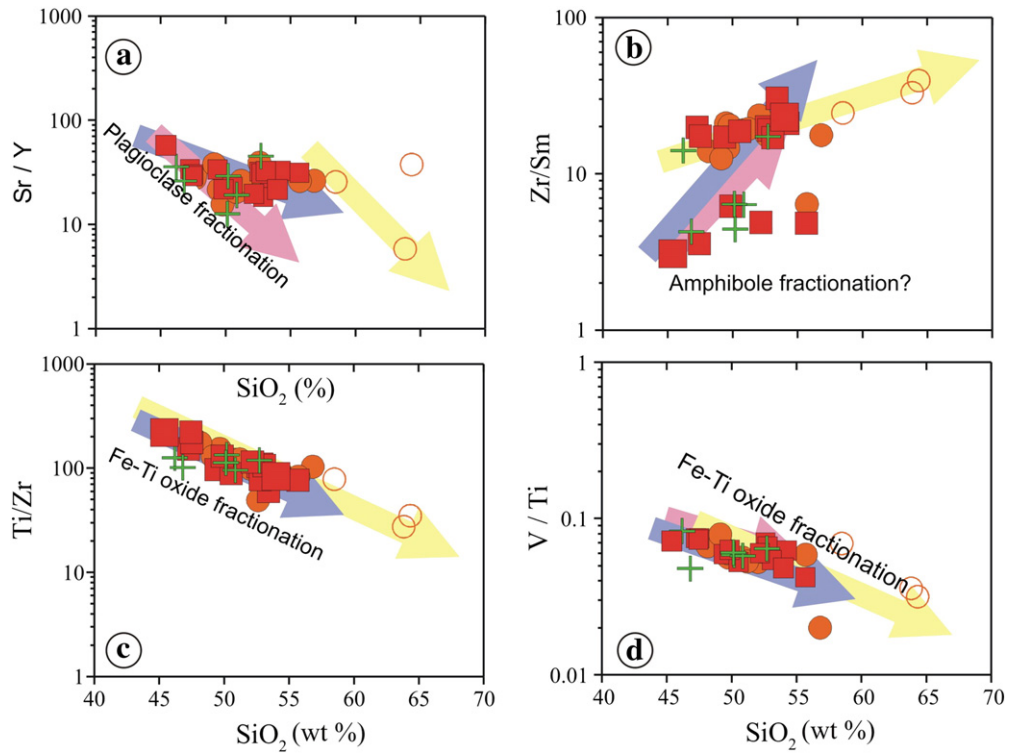 1000
100
10
1
Sr / Y
a
Plagioclase fractionation
100
10
1
Zr/Sm
b
Amphibole fractionation?
1000
100
10
1
Ti/Zr
SiO₂ (%)
Fe-Ti oxide fractionation
c
40 45 50 55 60 65 70
SiO₂ (wt %)
1
0.1
0.01
V / Ti
Fe-Ti oxide fractionation
d
40 45 50 55 60 65 70
SiO₂ (wt %)